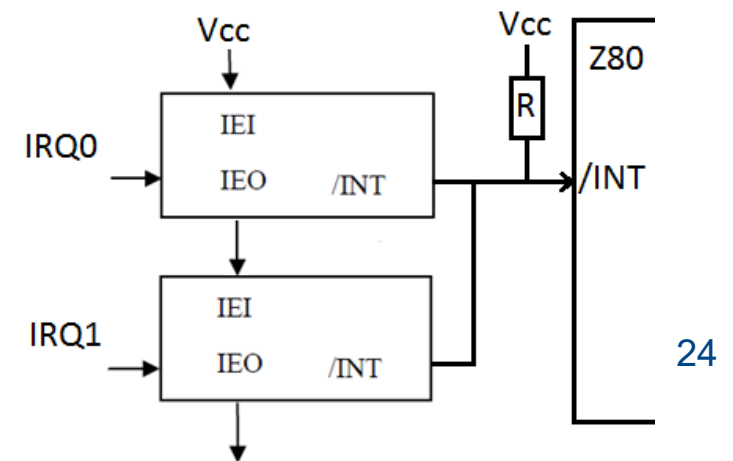 Vcc
Vcc
Z80
IEI
R
IRQ0
IEO /INT
/INT
IEI
IRQ1
IEO /INT
24